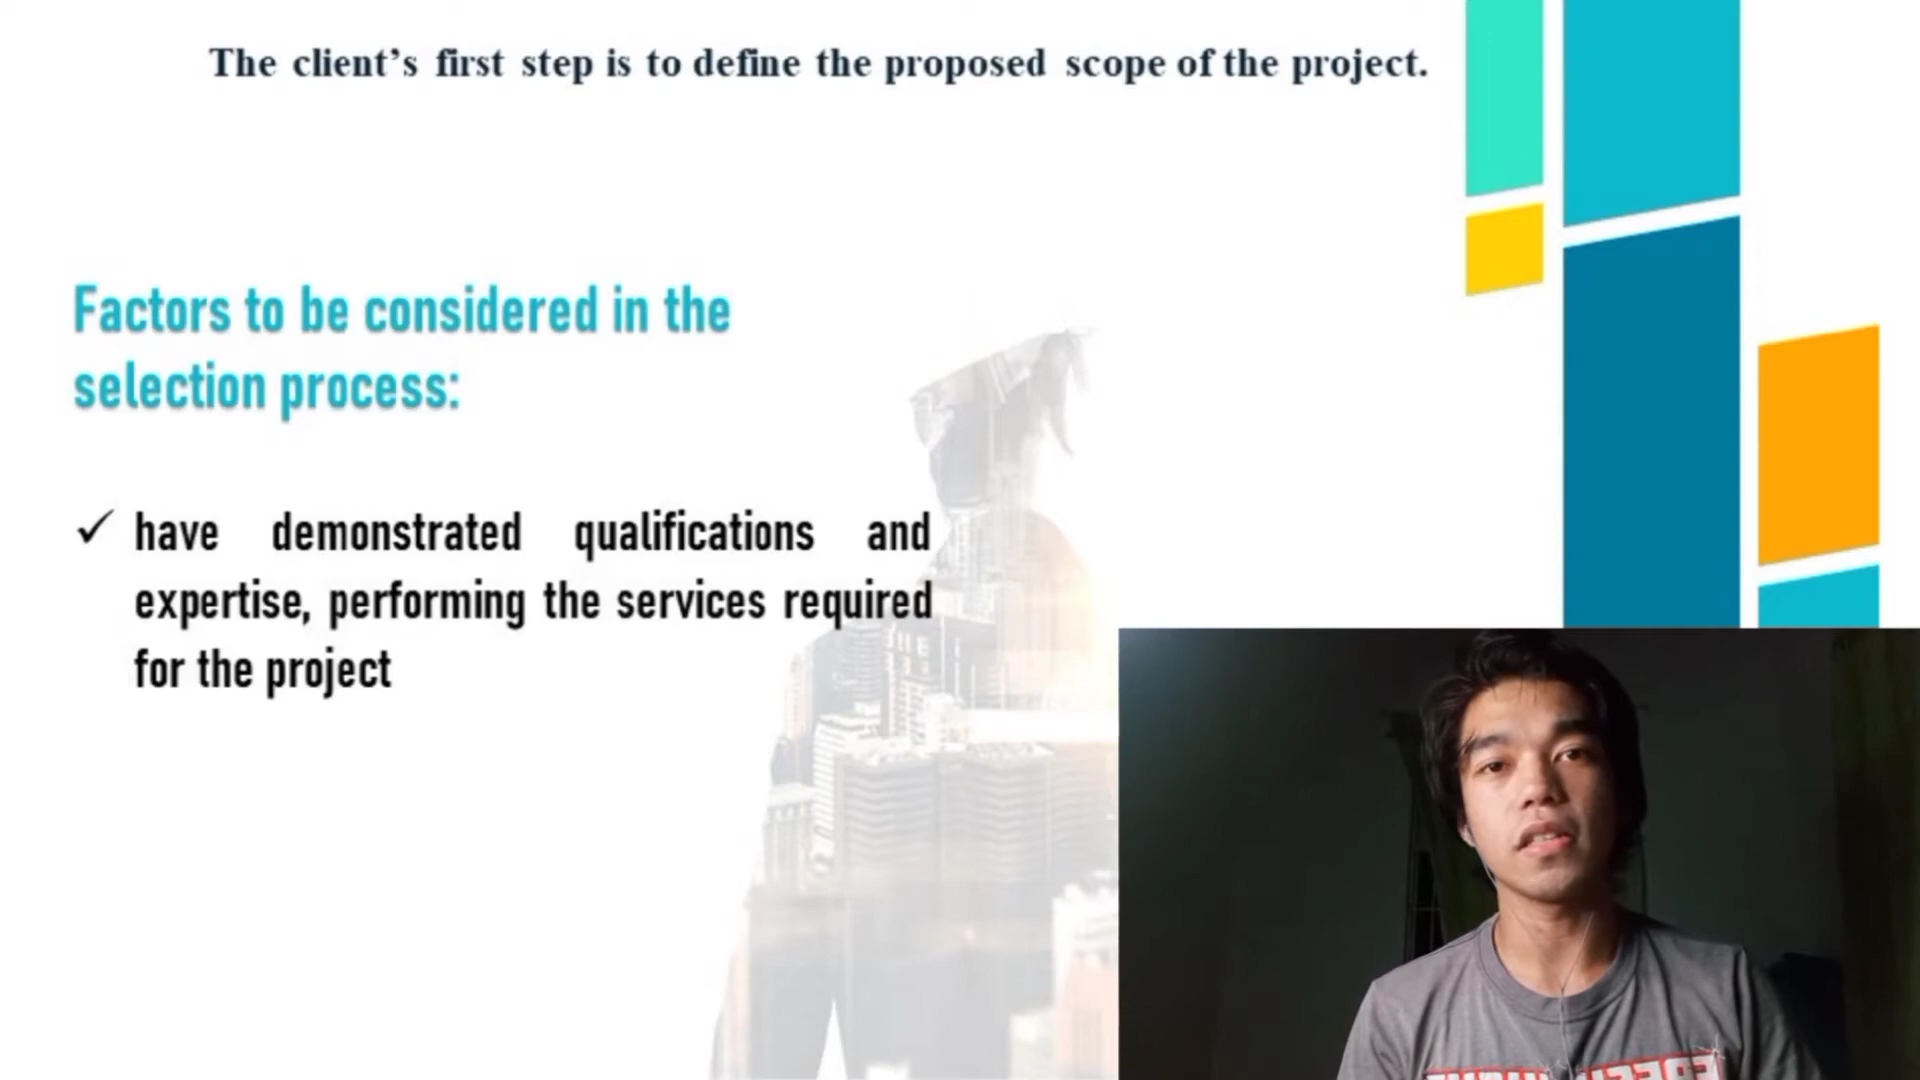 The client’s first step is to define the proposed scope of the project.
Factors to be considered in the
selection process:
✓ have demonstrated qualifications and
expertise, performing the services required
for the project